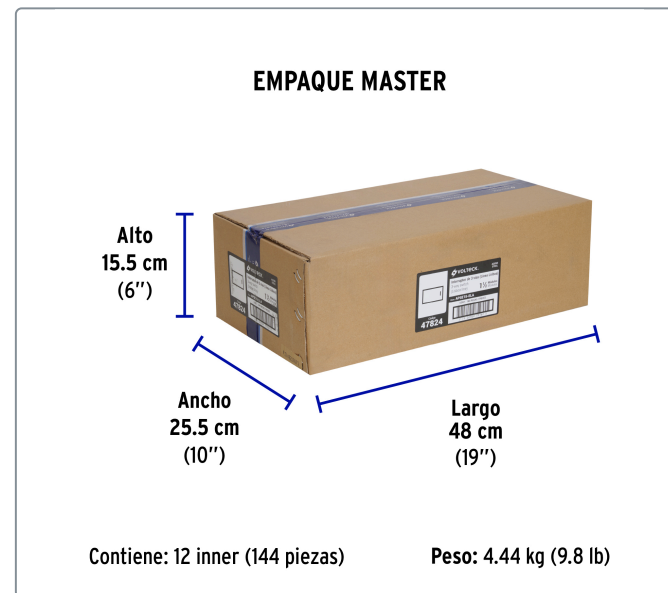 EMPAQUE MASTER
Alto
15.5 cm
(6’’)
VOLTECK
47824
VOLTECK
47824
Ancho
25.5 cm
(10’’)
Largo
48 cm
(19’’)
Contiene: 12 inner (144 piezas)
Peso: 4.44 kg (9.8 lb)